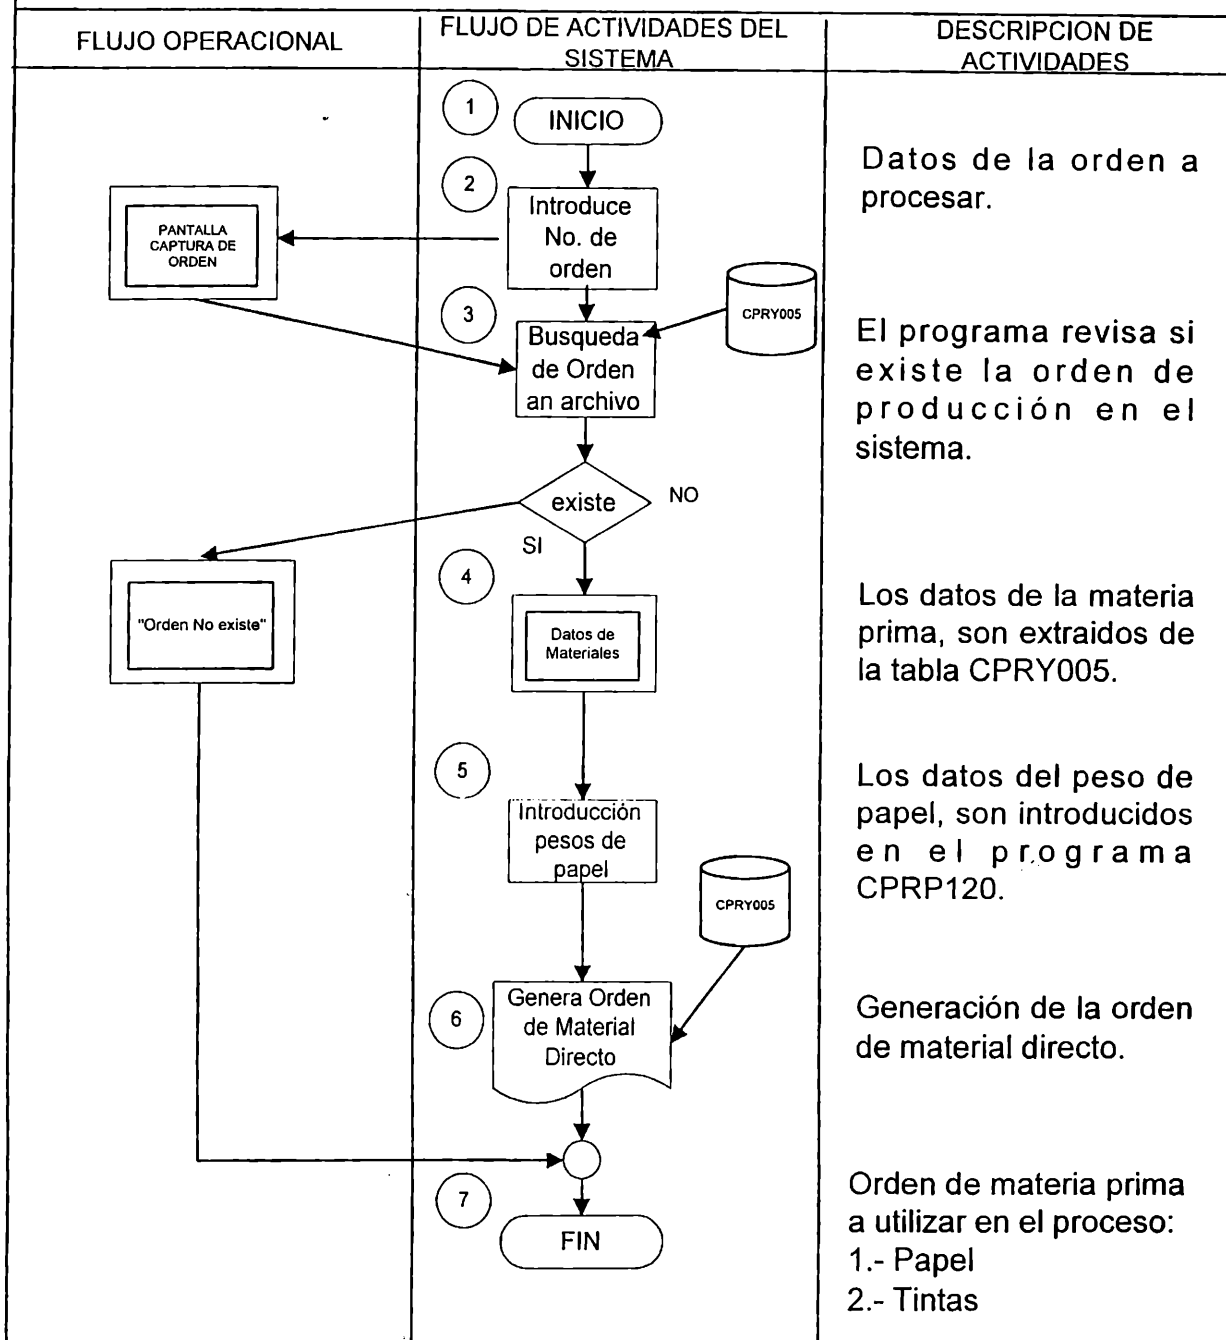 FLUJO OPERACIONAL
FLUJO DE ACTIVIDADES DEL
SISTEMA
DESCRIPCION DE
ACTIVIDADES
1
INICIO
Datos de la orden a
procesar.
2
Introduce
No. de
orden
PANTALLA
CAPTURA DE
ORDEN
3
Busqueda
de Orden
an archivo
CPRY005
El programa revisa si
existe la orden de
producción en el
sistema.
existe
NO
SI
"Orden No existe"
4
Datos de
Materiales
Los datos de la materia
prima, son extraidos de
la tabla CPRY005.
5
Introducción
pesos de
papel
Los datos del peso de
papel, son introducidos
en el programa
CPRP120.
CPRY005
6
Genera Orden
de Material
Directo
Generación de la orden
de material directo.
7
FIN
Orden de materia prima
a utilizar en el proceso:
1.- Papel
2.- Tintas